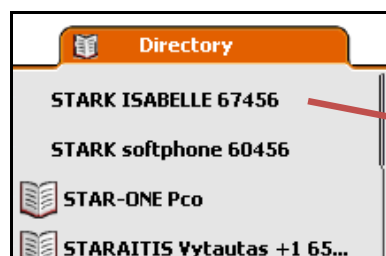 Directory
STARK ISABELLE 67456
STARK softphone 60456
STAR-ONE Pco
STARAITIS Vytautas +1 65...